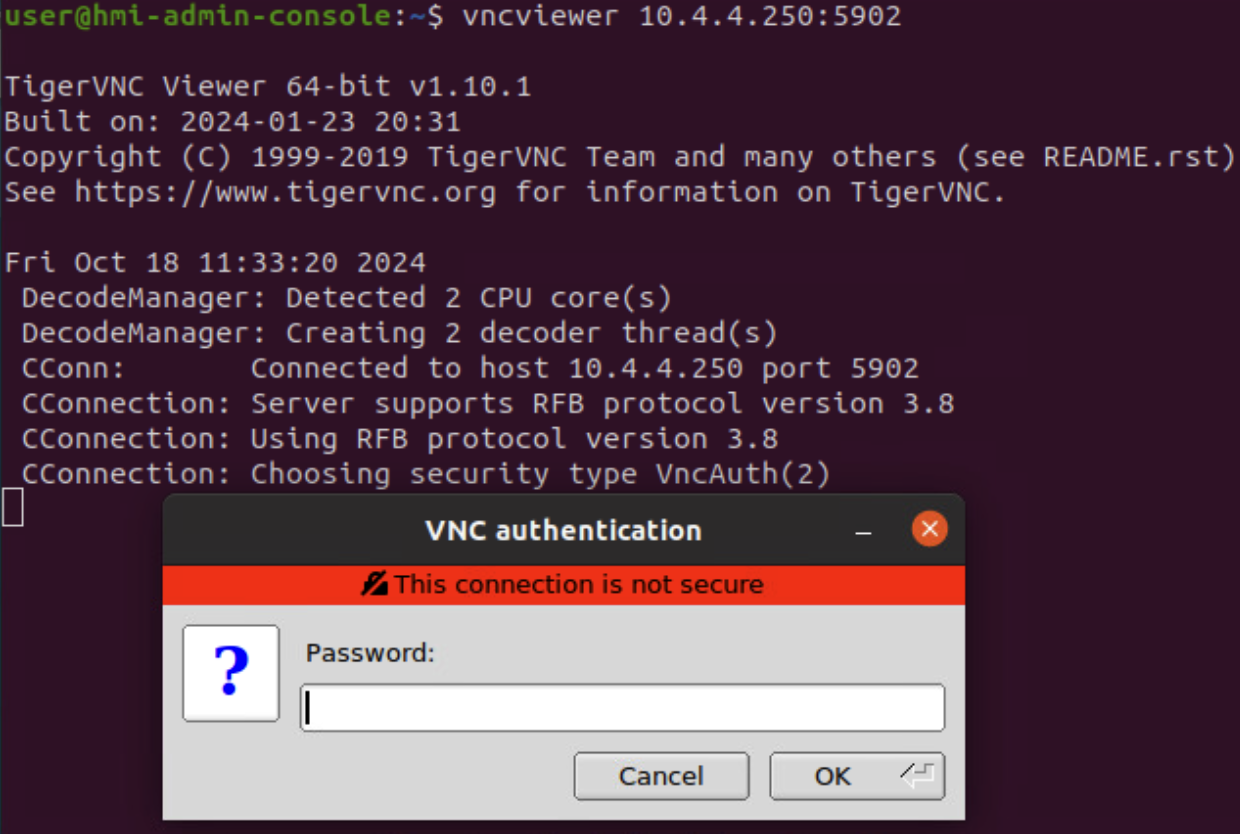 user@hmi-admin-console:~$ vncviewer 10.4.4.250:5902
TigerVNC Viewer 64-bit v1.10.1
Built on: 2024-01-23 20:31
Copyright (C) 1999-2019 TigerVNC Team and many others (see README.rst)
See https://www.tigervnc.org for information on TigerVNC.
Fri Oct 18 11:33:20 2024
DecodeManager: Detected 2 CPU core(s)
DecodeManager: Creating 2 decoder thread(s)
CConn:       Connected to host 10.4.4.250 port 5902
CConnection: Server supports RFB protocol version 3.8
CConnection: Using RFB protocol version 3.8
CConnection: Choosing security type VncAuth(2)
VNC authentication
This connection is not secure
?
Password:
Cancel
OK